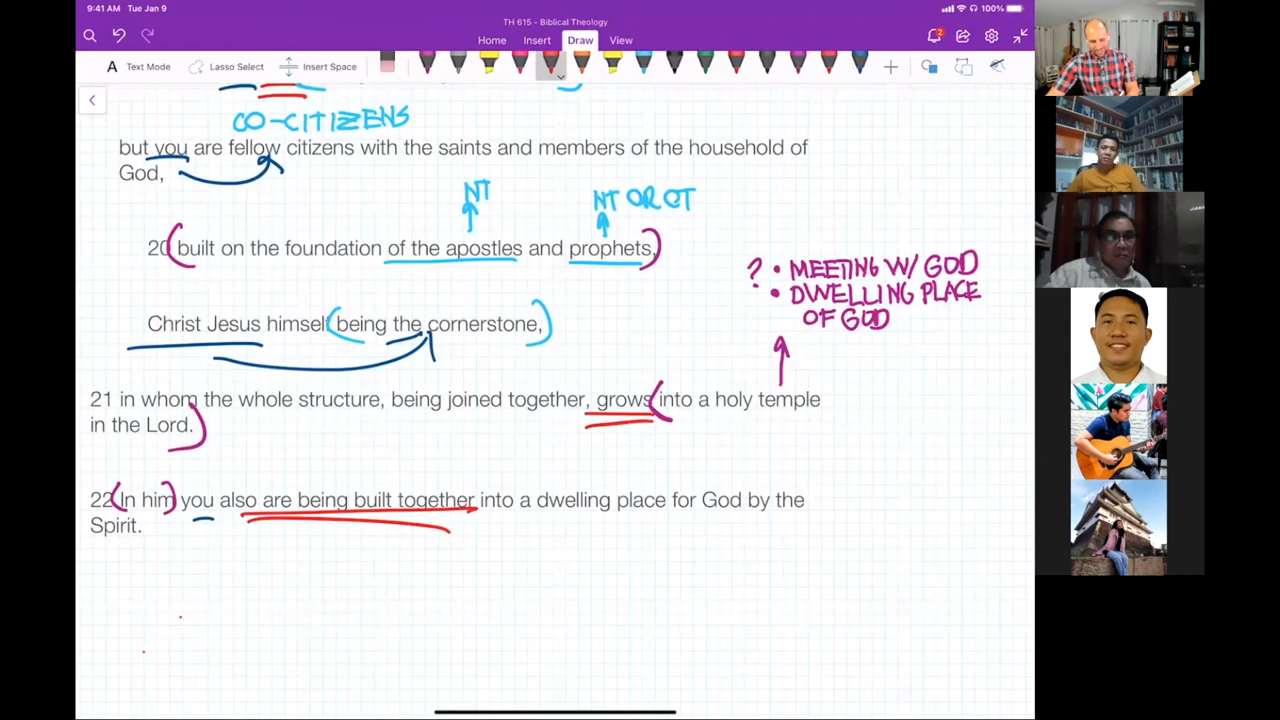 9:41 AM Tue Jan 9
100%
TH 615 - Biblical Theology
Home Insert Draw View
2
Text Mode Lasso Select Insert Space
CO-CITIZENS
but you are fellow citizens with the saints and members of the household of
God,
NT
NT OR OT
20 built on the foundation of the apostles and prophets,
? • MEETING W/ GOD
• DWELLING PLACE
OF GOD
Christ Jesus himself being the cornerstone,
21 in whom the whole structure, being joined together, grows into a holy temple
in the Lord.
22 In him you also are being built together into a dwelling place for God by the
Spirit.